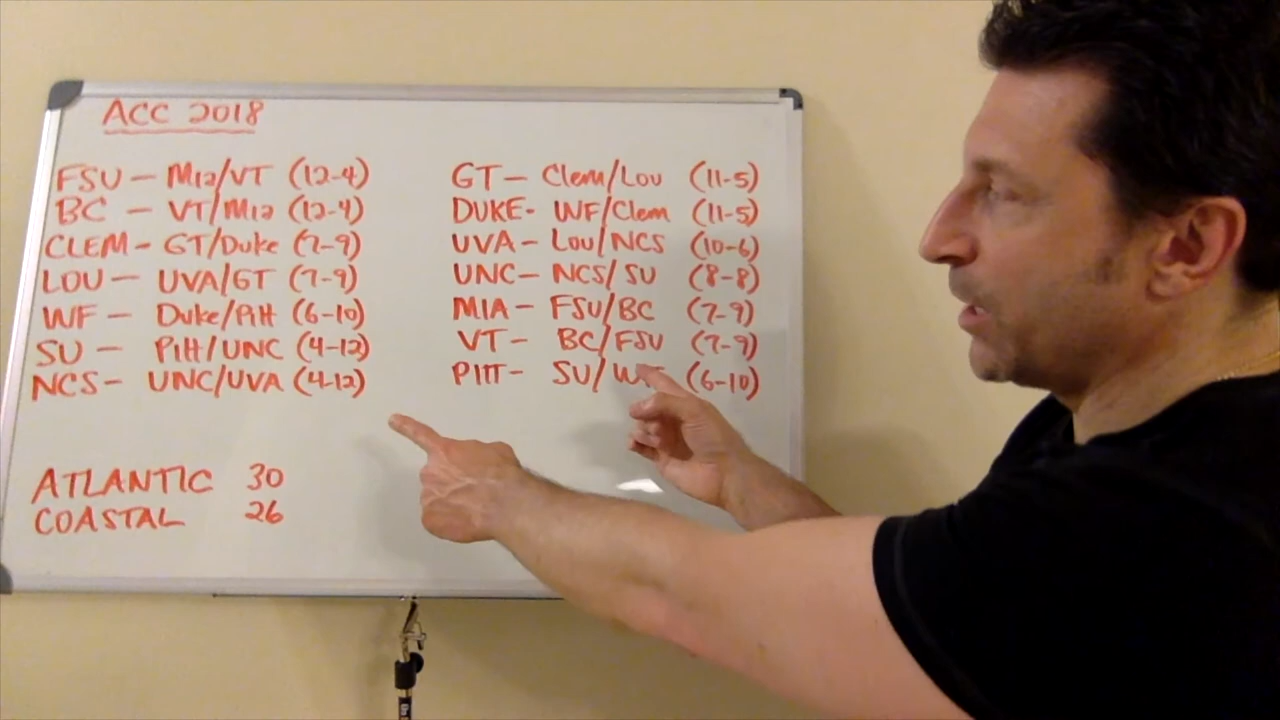 ACC 2018
FSU – MIA/VT (12-4)
BC – VT/MIA (12-4)
CLEM – GT/Duke (7-9)
LOU – UVA/GT (7-9)
WF – Duke/Pitt (6-10)
SU – Pitt/UNC (4-12)
NCS – UNC/UVA (4-12)
GT – Clem/Lou (11-5)
DUKE - WF/Clem (11-5)
UVA – Lou/NCS (10-6)
UNC – NCS/SU (8-8)
MIA – FSU/BC (7-9)
VT – BC/FSU (7-9)
PITT – SU/ (6-10)
ATLANTIC 30
COASTAL 26